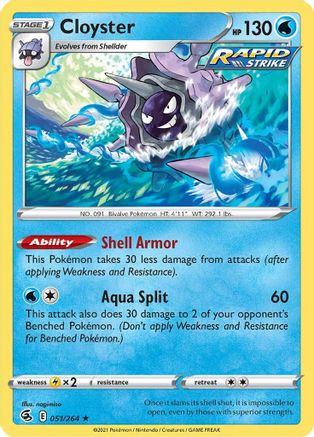 STAGE 1
Cloyster
HP 130
Evolves from Shellder
RAPID
STRIKE
NO. 091 Bivalve Pokémon HT: 4'11" WT: 292.1 lbs.
Ability Shell Armor
This Pokémon takes 30 less damage from attacks (after
applying Weakness and Resistance).
Aqua Split 60
This attack also does 30 damage to 2 of your opponent's
Benched Pokémon. (Don't apply Weakness and Resistance
for Benched Pokémon.)
weakness ×2 resistance retreat
Illus. nagimiso
Once it slams its shell shut, it is impossible to
open, even by those with superior strength.
E 051/264 ★
©2021 Pokémon / Nintendo / Creatures / GAME FREAK